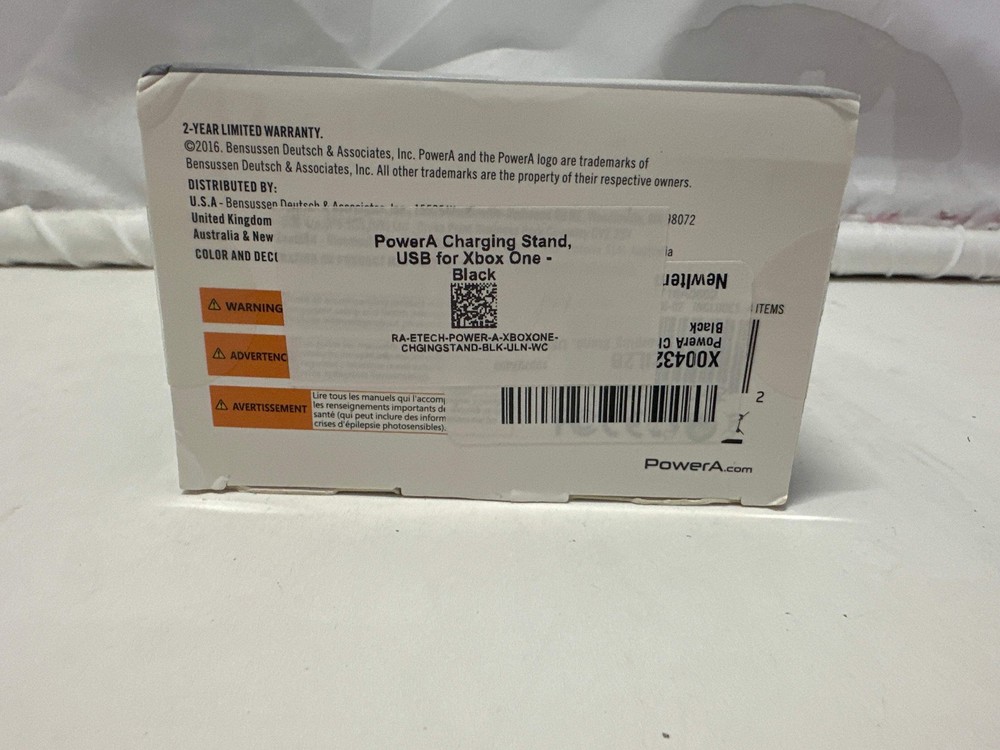 2-YEAR LIMITED WARRANTY.
©2016. Bensussen Deutsch & Associates, Inc. PowerA and the PowerA logo are trademarks of
Bensussen Deutsch & Associates, Inc. All other trademarks are the property of their respective owners.
DISTRIBUTED BY:
U.S.A - Bensussen Deutsch & Associates
United Kingdom
98072
Australia & New
COLOR AND
PowerA Charging Stand,
USB for Xbox One -
Black
RA-ETECH-POWER-A-XBOXONE-
CHGINGSTAND-BLK-ULN-WC
ITEMS
X00432
PowerA Ch
Black
NewItem
WARNING
ADVERTENC
AVERTISSEMENT
Lire tous les manuels qui l'accom
les renseignements importants de
santé (qui peut inclure des inform
crises d'épilepsie photosensibles).
2
PowerA.com